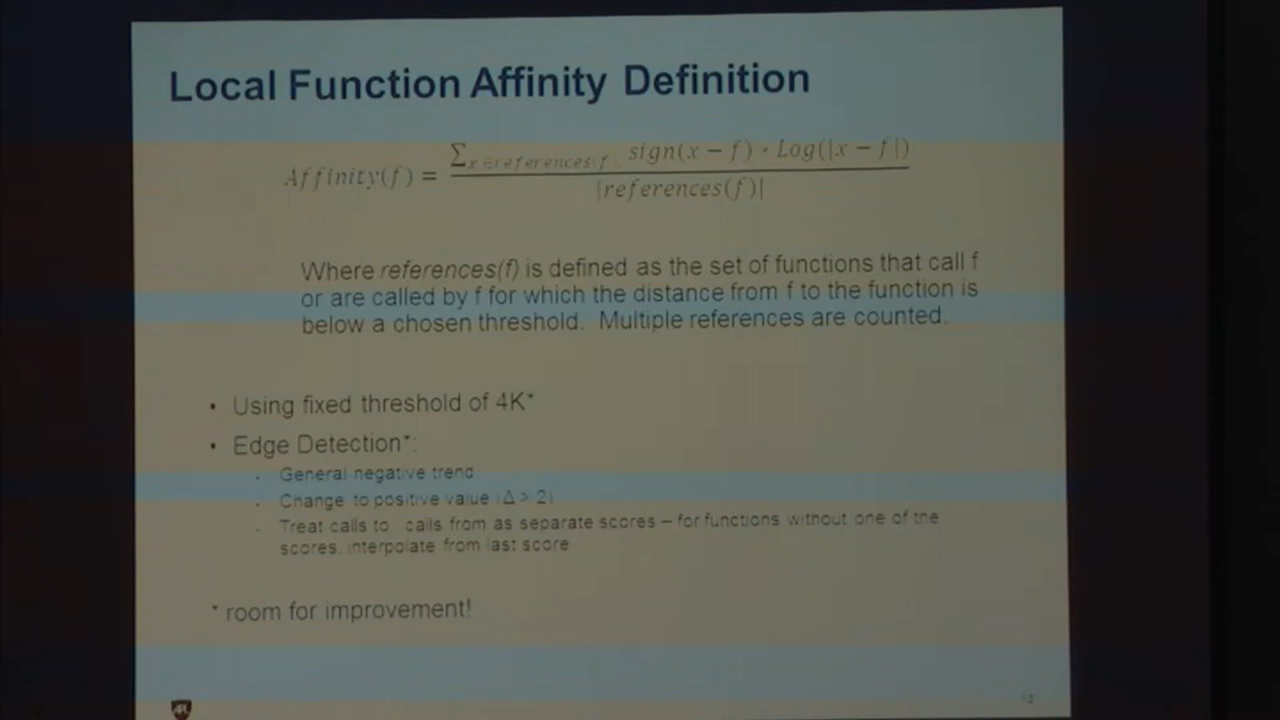 Local Function Affinity Definition
Affinity(f) = ∑x∈references(f) sign(x − f) * Log(|x − f|) / |references(f)|
Where references(f) is defined as the set of functions that call f
or are called by f for which the distance from f to the function is
below a chosen threshold. Multiple references are counted.
• Using fixed threshold of 4K*
• Edge Detection*:
General negative trend
Change to positive value (Δ > 2)
Treat calls to calls from as separate scores – for functions without one of the
scores, interpolate from last score
* room for improvement!
APL